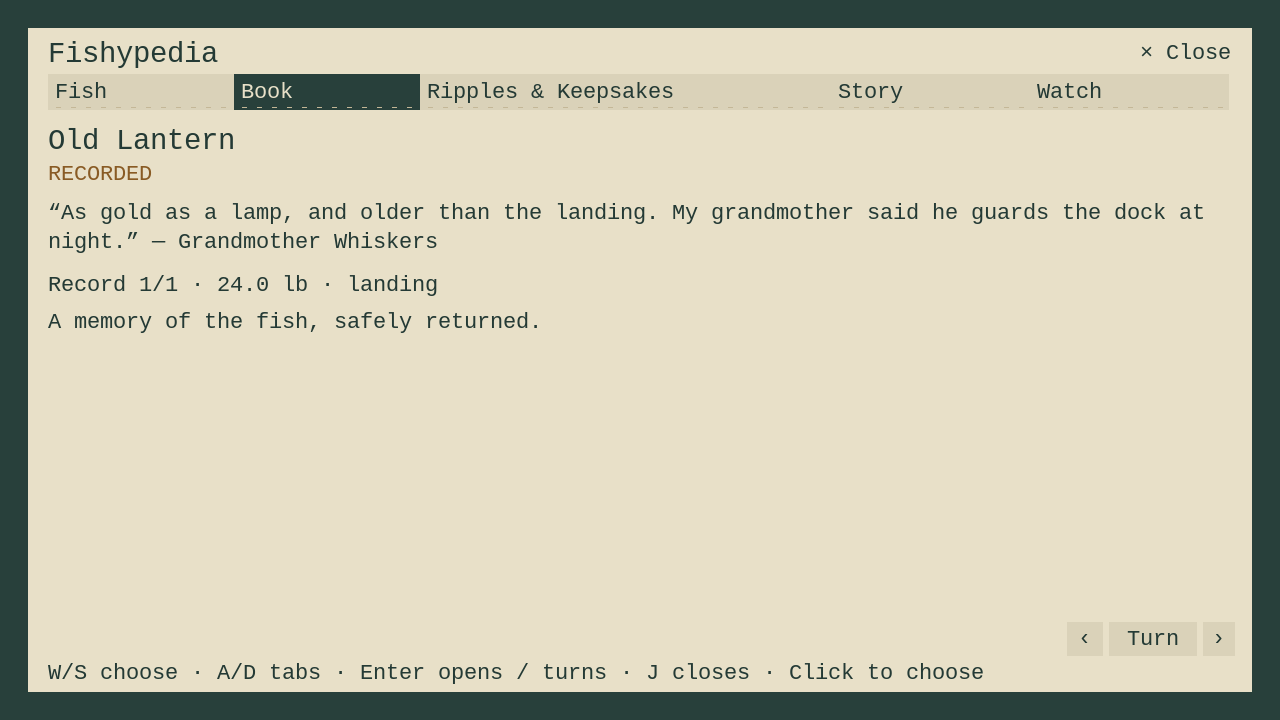 Fishypedia
× Close
Fish Book Ripples & Keepsakes Story Watch
Old Lantern
RECORDED
“As gold as a lamp, and older than the landing. My grandmother said he guards the dock at
night.” — Grandmother Whiskers
Record 1/1 · 24.0 lb · landing
A memory of the fish, safely returned.
‹ Turn ›
W/S choose · A/D tabs · Enter opens / turns · J closes · Click to choose